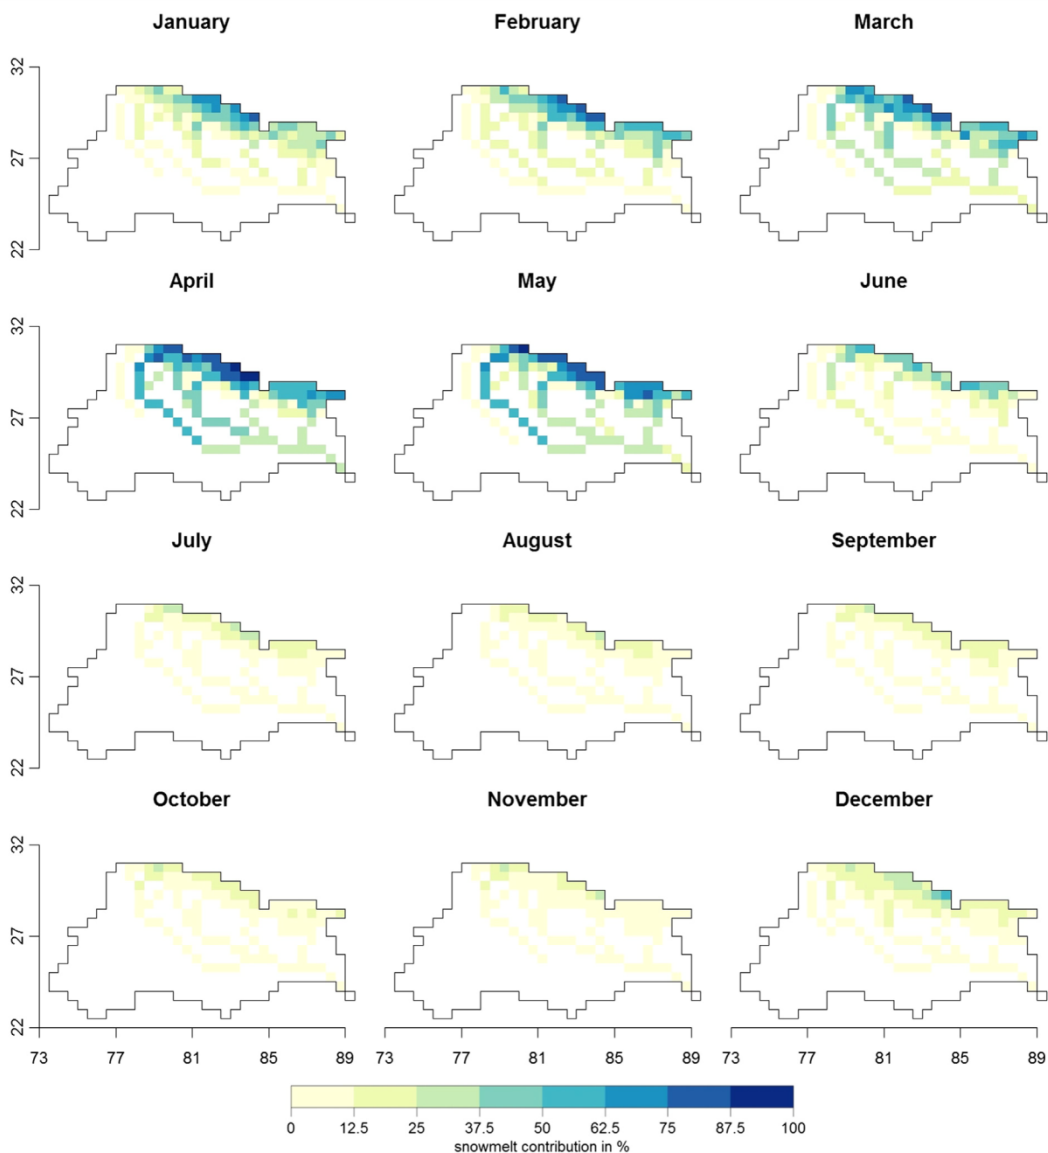 January February March
32
27
22
April May June
32
27
22
July August September
32
27
22
October November December
32
27
22
73 77 81 85 89 73 77 81 85 89 73 77 81 85 89
0 12.5 25 37.5 50 62.5 75 87.5 100
snowmelt contribution in %